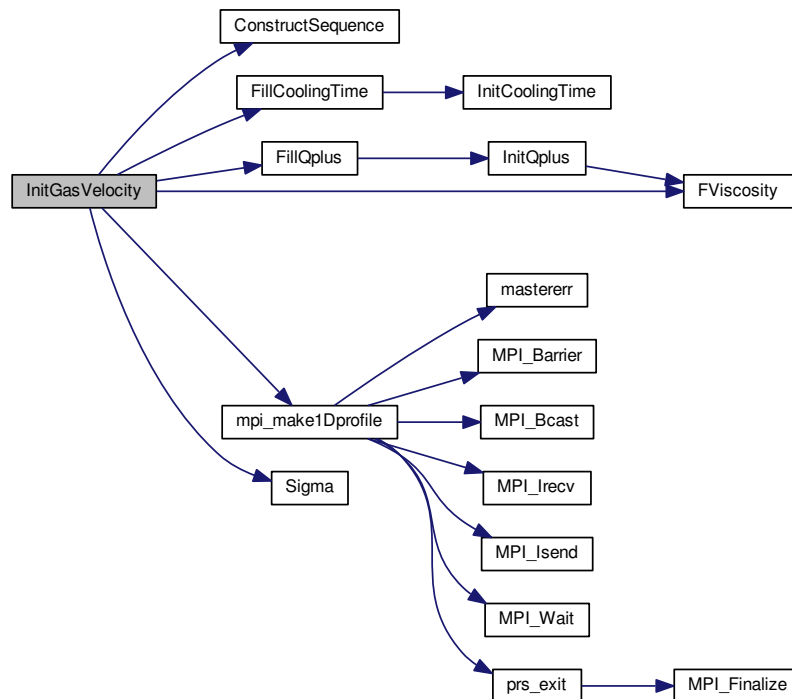 ConstructSequence
FillCoolingTime
InitCoolingTime
FillQplus
InitQplus
InitGasVelocity
FViscosity
mastererr
MPI_Barrier
mpi_make1Dprofile
MPI_Bcast
Sigma
MPI_Irecv
MPI_Isend
MPI_Wait
prs_exit
MPI_Finalize